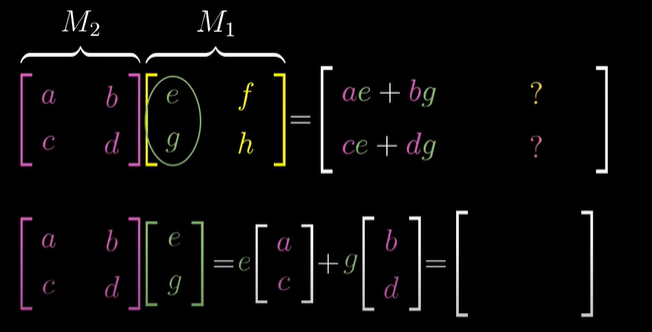 M₂ M₁
[a b; c d] [e f; g h] = [ae + bg ?; ce + dg ?]
[a b; c d] [e; g] = e [a; c] + g [b; d] = [ ]